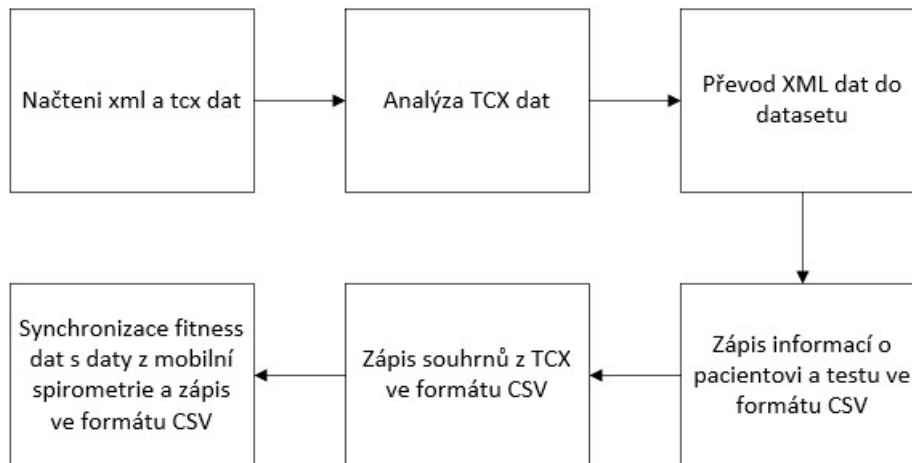 Načteni xml a tcx dat
Analýza TCX dat
Převod XML dat do
datasetu
Zápis informací o
pacientovi a testu ve
formátu CSV
Zápis souhrnů z TCX
ve formátu CSV
Synchronizace fitness
dat s daty z mobilní
spirometrie a zápis
ve formátu CSV